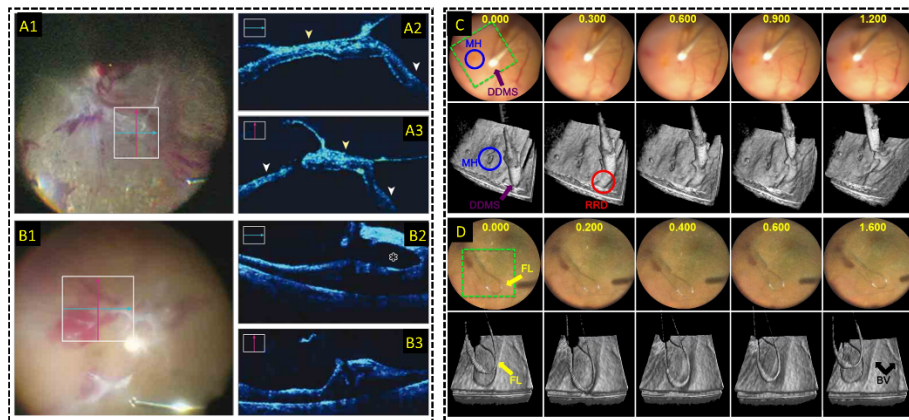 A1
A2
A3
B1
B2
B3
C
0.000
0.300
0.600
0.900
1.200
MH
DDMS
MH
DDMS
RRD
D
0.000
0.200
0.400
0.600
1.600
FL
FL
BV